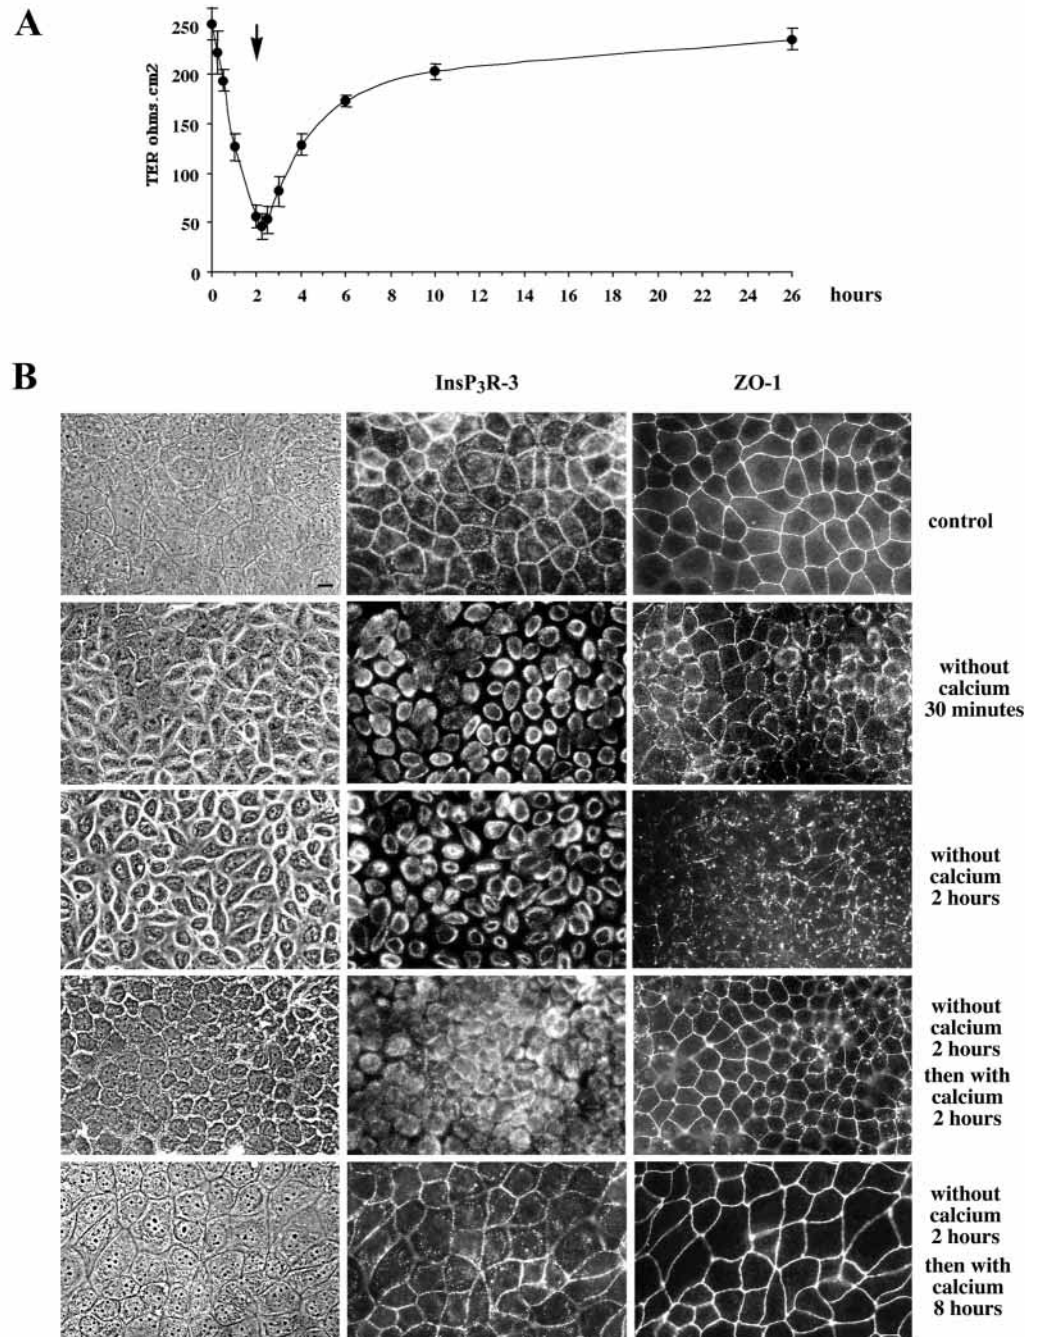 A
TER ohms.cm2
250
200
150
100
50
0
0 2 4 6 8 10 12 14 16 18 20 22 24 26 hours
B
InsP₃R-3 ZO-1
control
without
calcium
30 minutes
without
calcium
2 hours
without
calcium
2 hours
then with
calcium
2 hours
without
calcium
2 hours
then with
calcium
8 hours